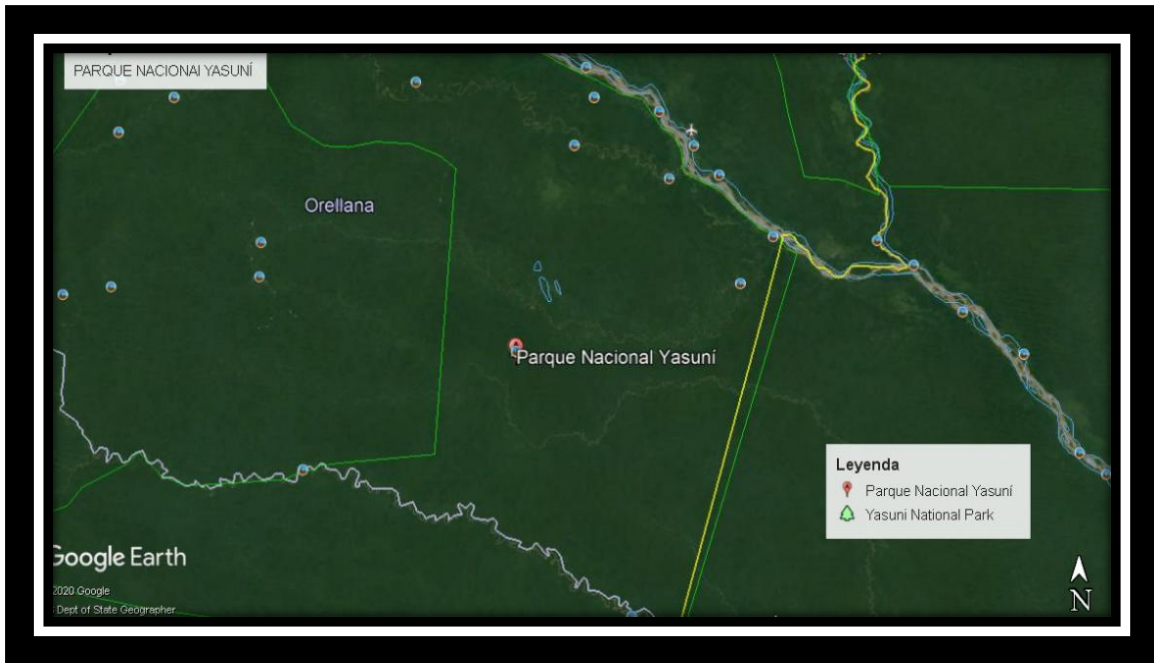 PARQUE NACIONAl YASUNÍ
Orellana
Parque Nacional Yasuní
Leyenda
Parque Nacional Yasuní
Yasuni National Park
Google Earth
2020 Google
Dept of State Geographer
N